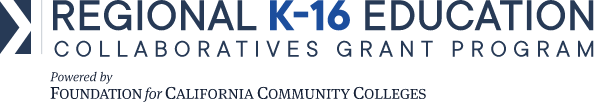 REGIONAL K-16 EDUCATION
COLLABORATIVES GRANT PROGRAM
Powered by
FOUNDATION for CALIFORNIA COMMUNITY COLLEGES